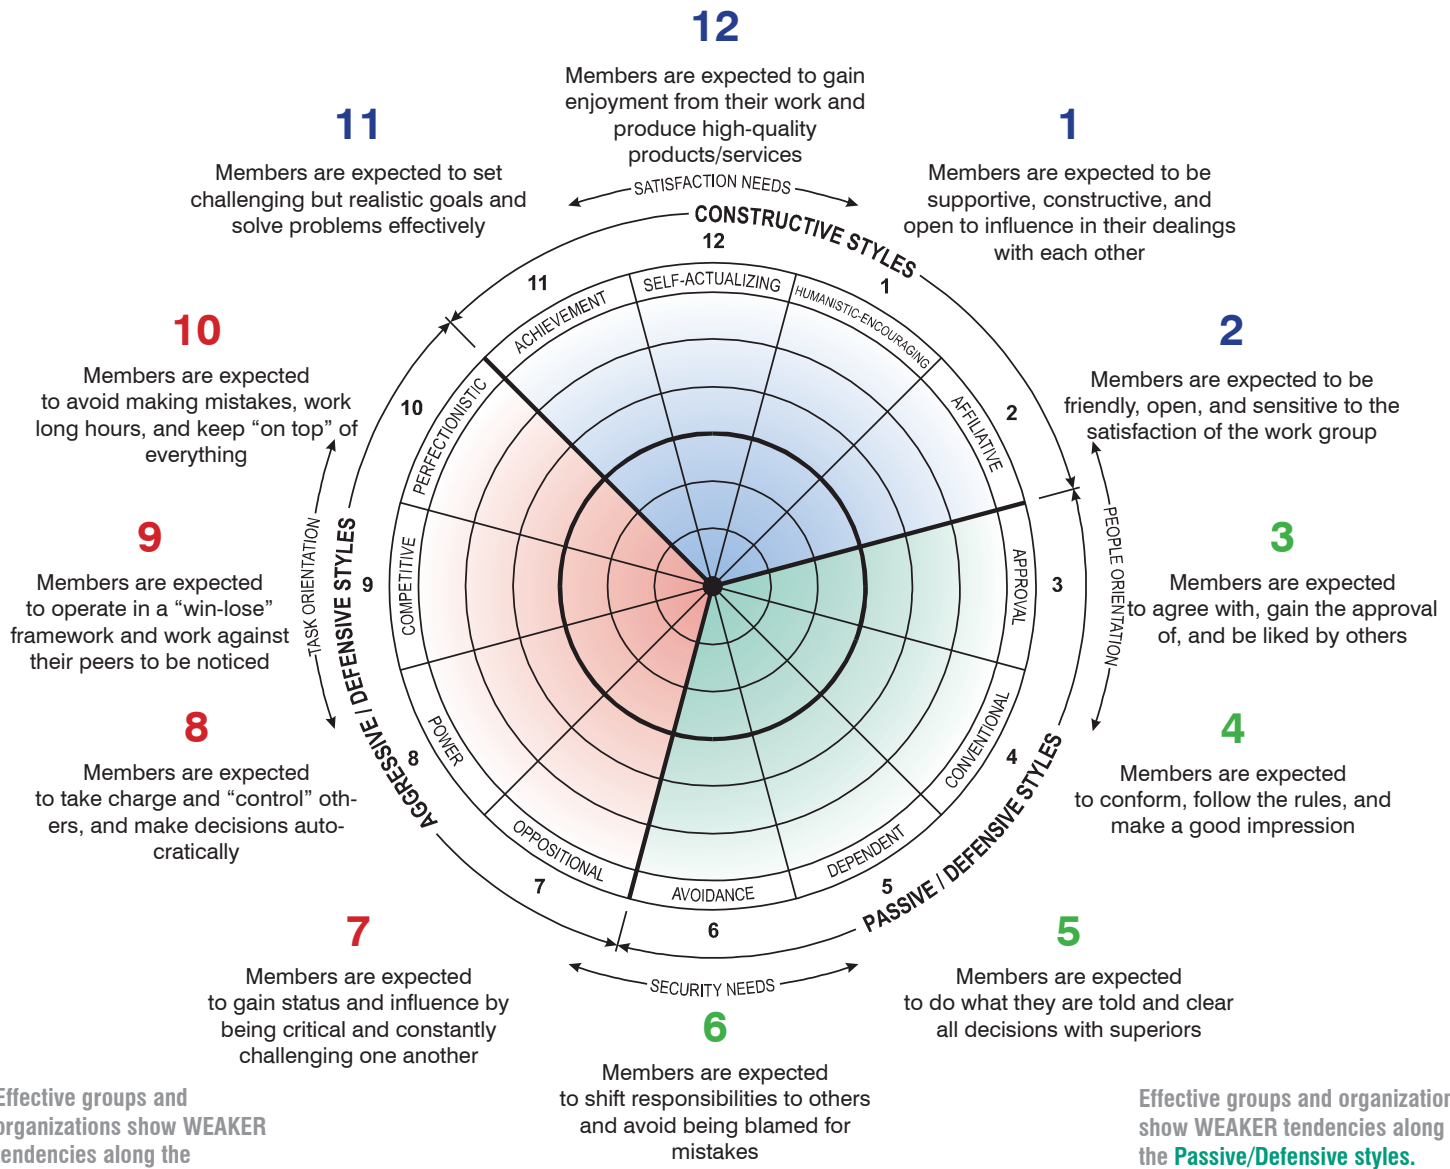 12
Members are expected to gain
enjoyment from their work and
produce high-quality
products/services
11
Members are expected to set
challenging but realistic goals and
solve problems effectively
1
Members are expected to be
supportive, constructive, and
open to influence in their dealings
with each other
10
Members are expected
to avoid making mistakes, work
long hours, and keep “on top” of
everything
2
Members are expected to be
friendly, open, and sensitive to the
satisfaction of the work group
9
Members are expected
to operate in a “win-lose”
framework and work against
their peers to be noticed
3
Members are expected
to agree with, gain the approval
of, and be liked by others
8
Members are expected
to take charge and “control” oth-
ers, and make decisions auto-
cratically
4
Members are expected
to conform, follow the rules, and
make a good impression
7
Members are expected
to gain status and influence by
being critical and constantly
challenging one another
5
Members are expected
to do what they are told and clear
all decisions with superiors
6
Members are expected
to shift responsibilities to others
and avoid being blamed for
mistakes
SATISFACTION NEEDS
CONSTRUCTIVE STYLES
PEOPLE ORIENTATION
PASSIVE / DEFENSIVE STYLES
SECURITY NEEDS
AGGRESSIVE / DEFENSIVE STYLES
TASK ORIENTATION
12
SELF-ACTUALIZING
1
HUMANISTIC-ENCOURAGING
2
AFFILIATIVE
3
APPROVAL
4
CONVENTIONAL
5
DEPENDENT
6
AVOIDANCE
7
OPPOSITIONAL
8
POWER
9
COMPETITIVE
10
PERFECTIONISTIC
11
ACHIEVEMENT
Effective groups and
organizations show WEAKER
tendencies along the
Effective groups and organization
show WEAKER tendencies along
the Passive/Defensive styles.